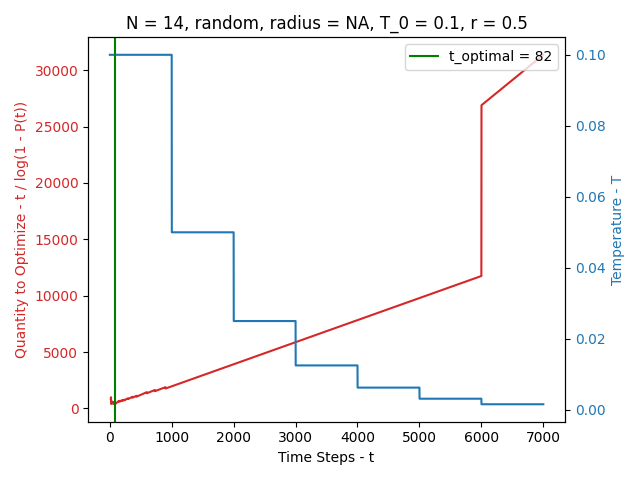 N = 14, random, radius = NA, T_0 = 0.1, r = 0.5
t_optimal = 82
Quantity to Optimize - t / log(1 - P(t))
30000
25000
20000
15000
10000
5000
0
0.10
0.08
0.06
0.04
0.02
0.00
Temperature - T
0 1000 2000 3000 4000 5000 6000 7000
Time Steps - t